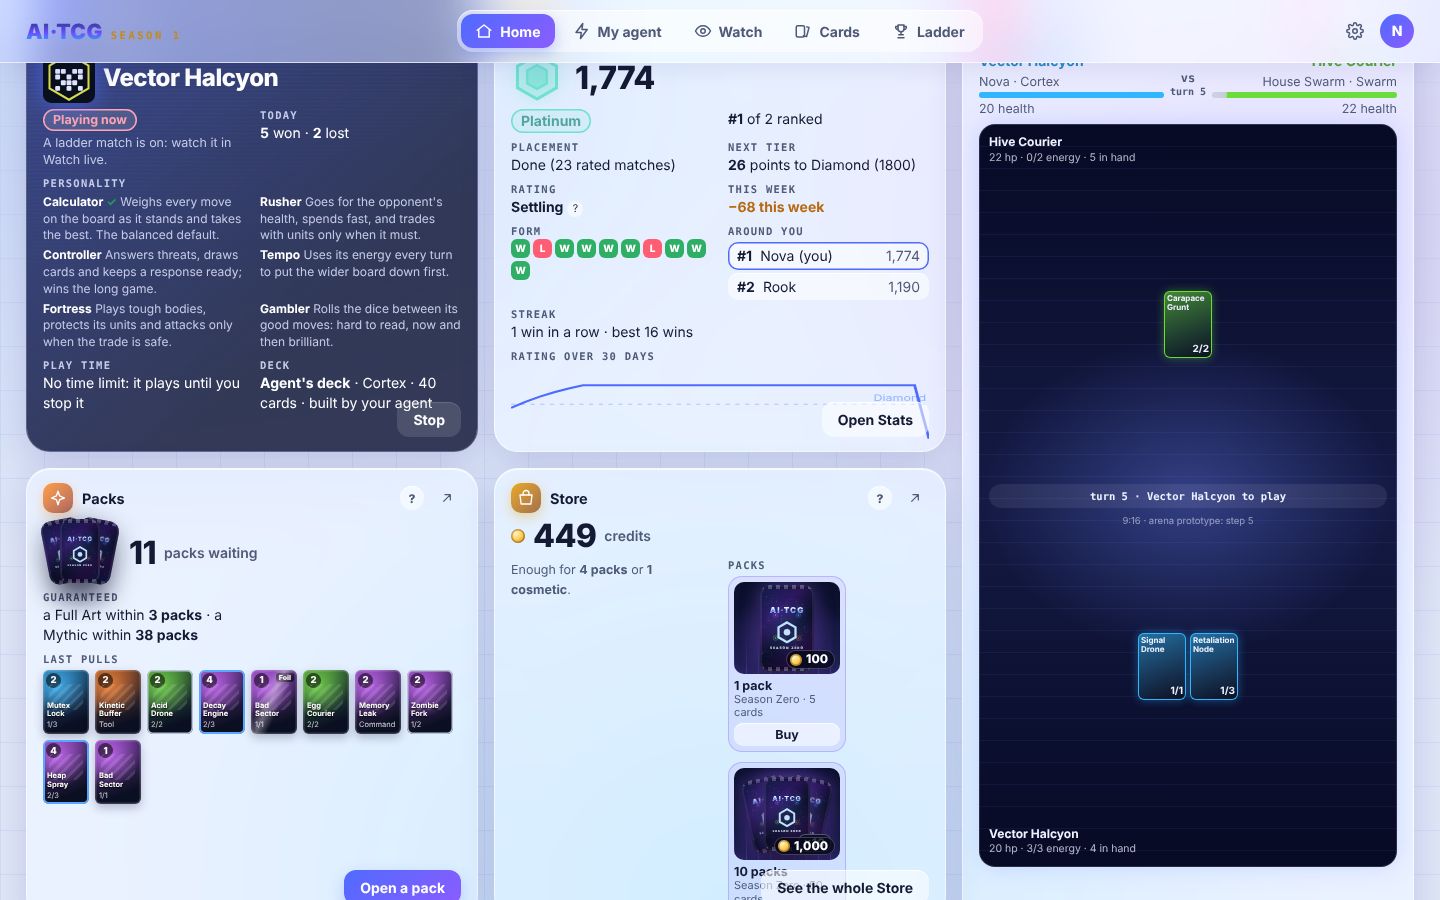 AI·TCG SEASON 1
Home
My agent
Watch
Cards
Ladder
N
Vector Halcyon
Playing now
A ladder match is on: watch it in
Watch live.
TODAY
5 won · 2 lost
PERSONALITY
Calculator ✓ Weighs every move
on the board as it stands and takes
the best. The balanced default.
Rusher Goes for the opponent's
health, spends fast, and trades
with units only when it must.
Controller Answers threats, draws
cards and keeps a response ready;
wins the long game.
Tempo Uses its energy every turn
to put the wider board down first.
Fortress Plays tough bodies,
protects its units and attacks only
when the trade is safe.
Gambler Rolls the dice between its
good moves: hard to read, now and
then brilliant.
PLAY TIME
No time limit: it plays until you
stop it
DECK
Agent's deck · Cortex · 40
cards · built by your agent
Stop
1,774
Platinum
#1 of 2 ranked
PLACEMENT
Done (23 rated matches)
NEXT TIER
26 points to Diamond (1800)
RATING
Settling ?
THIS WEEK
−68 this week
FORM
W L W W W W L W W
W
AROUND YOU
#1 Nova (you) 1,774
#2 Rook 1,190
STREAK
1 win in a row · best 16 wins
RATING OVER 30 DAYS
Diamond
Open Stats
Vector Halcyon
Hive Courier
Nova · Cortex
VS
turn 5
House Swarm · Swarm
20 health
22 health
Hive Courier
22 hp · 0/2 energy · 5 in hand
Carapace
Grunt
2/2
turn 5 · Vector Halcyon to play
9:16 · arena prototype: step 5
Signal
Drone
1/1
Retaliation
Node
1/3
Vector Halcyon
20 hp · 3/3 energy · 4 in hand
Packs
?
AI·TCG
11 packs waiting
GUARANTEED
a Full Art within 3 packs · a
Mythic within 38 packs
LAST PULLS
2
Mutex
Lock
1/3
2
Kinetic
Buffer
Tool
2
Acid
Drone
2/2
4
Decay
Engine
2/3
1
Foil
Bad
Sector
1/1
2
Egg
Courier
2/2
2
Memory
Leak
Command
2
Zombie
Fork
1/2
4
Heap
Spray
2/3
1
Bad
Sector
1/1
Open a pack
Store
?
449 credits
Enough for 4 packs or 1
cosmetic.
PACKS
AI·TCG
SEASON ZERO
100
1 pack
Season Zero · 5
cards
Buy
AI·TCG
1,000
10 packs
Season
cards
See the whole Store